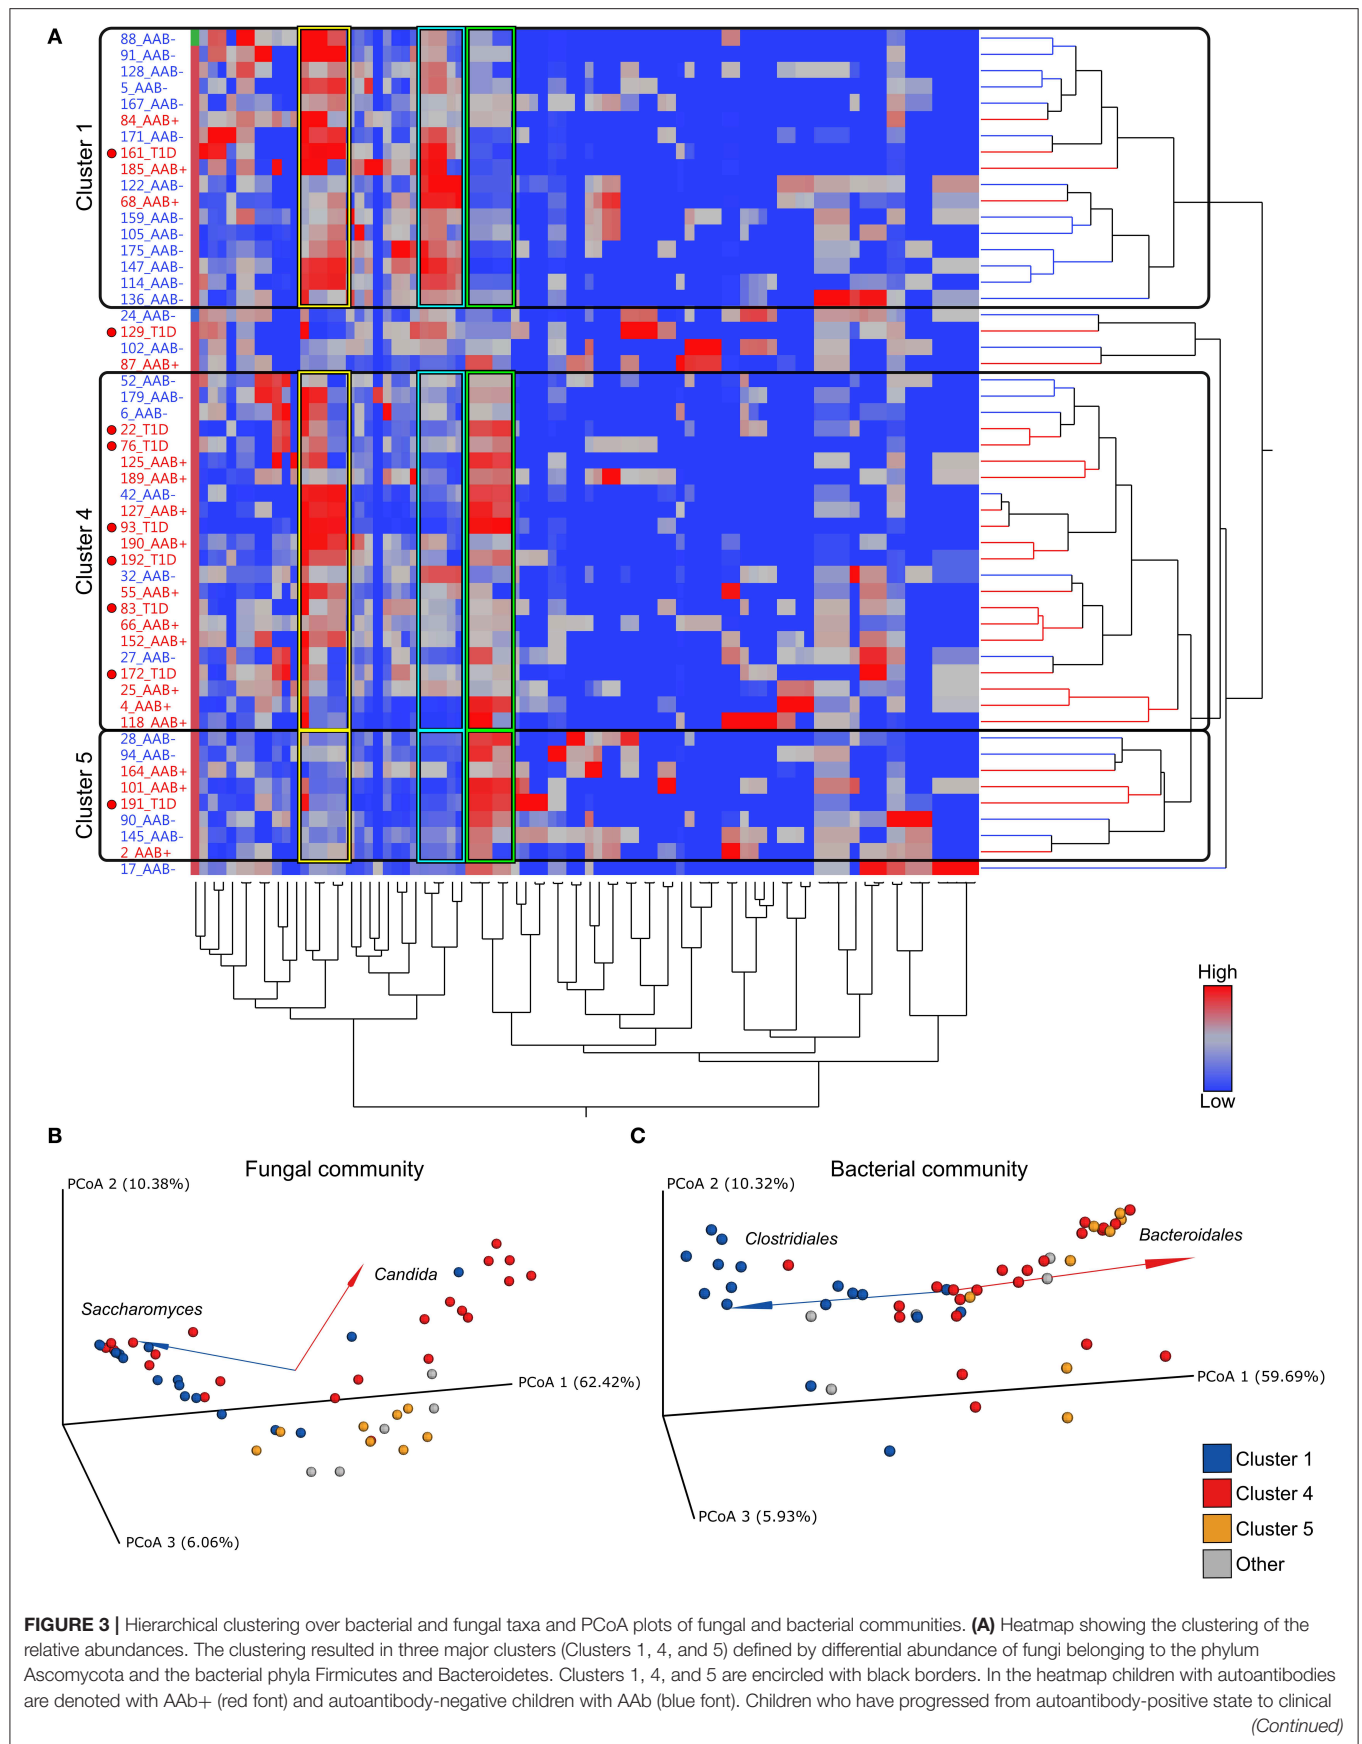 A
Cluster 1
88_AAB-
91_AAB-
128_AAB-
5_AAB-
167_AAB-
84_AAB+
171_AAB-
161_T1D
185_AAB+
122_AAB-
68_AAB+
159_AAB-
105_AAB-
175_AAB-
147_AAB-
114_AAB-
136_AAB-
24_AAB-
129_T1D
102_AAB-
87_AAB+
Cluster 4
52_AAB-
179_AAB-
6_AAB-
22_T1D
76_T1D
125_AAB+
189_AAB+
42_AAB-
127_AAB+
93_T1D
190_AAB+
192_T1D
32_AAB-
55_AAB+
83_T1D
66_AAB+
152_AAB+
27_AAB-
172_T1D
25_AAB+
4_AAB+
118_AAB+
Cluster 5
28_AAB-
94_AAB-
164_AAB+
101_AAB+
191_T1D
90_AAB-
145_AAB-
2_AAB+
17_AAB-
High
Low
B
Fungal community
PCoA 2 (10.38%)
Candida
Saccharomyces
PCoA 1 (62.42%)
PCoA 3 (6.06%)
C
Bacterial community
PCoA 2 (10.32%)
Clostridiales
Bacteroidales
PCoA 1 (59.69%)
PCoA 3 (5.93%)
Cluster 1
Cluster 4
Cluster 5
Other
FIGURE 3 | Hierarchical clustering over bacterial and fungal taxa and PCoA plots of fungal and bacterial communities. (A) Heatmap showing the clustering of the
relative abundances. The clustering resulted in three major clusters (Clusters 1, 4, and 5) defined by differential abundance of fungi belonging to the phylum
Ascomycota and the bacterial phyla Firmicutes and Bacteroidetes. Clusters 1, 4, and 5 are encircled with black borders. In the heatmap children with autoantibodies
are denoted with AAb+ (red font) and autoantibody-negative children with AAb (blue font). Children who have progressed from autoantibody-positive state to clinical
(Continued)